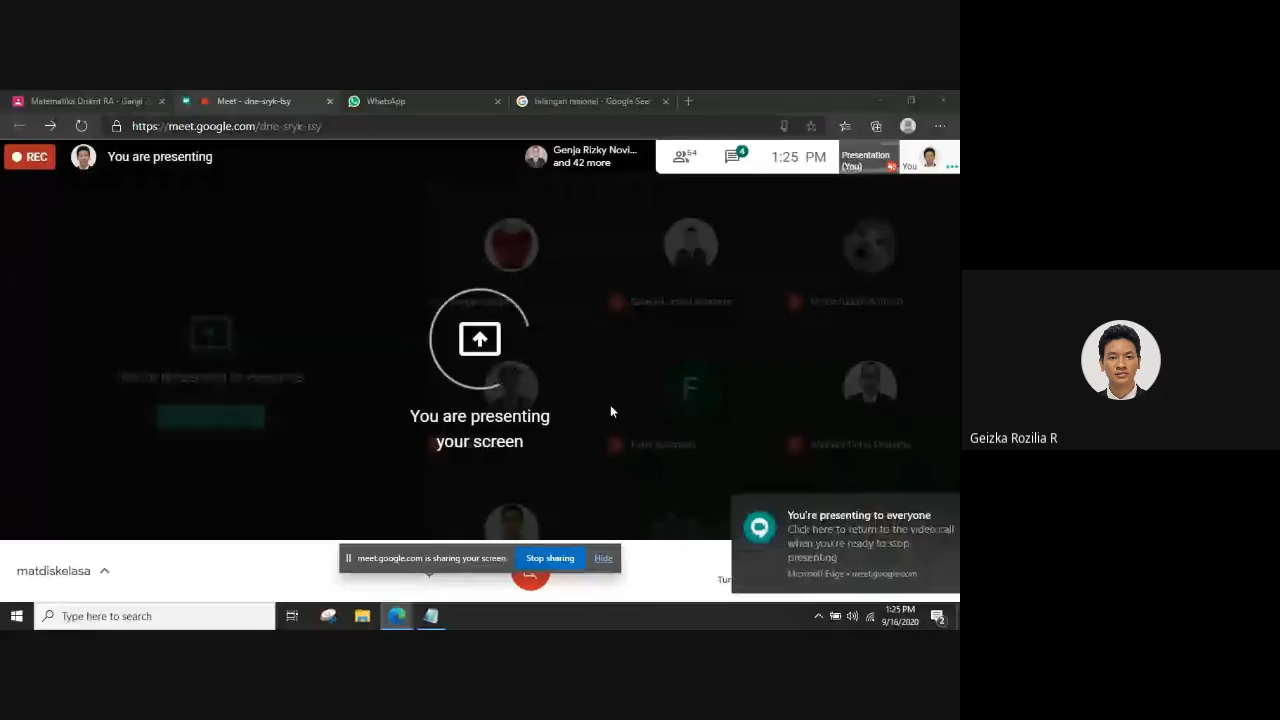 Matematika Diskrit RA - Ganjil
Meet - dne-sryk-tsy
WhatsApp
bilangan rasional - Google Sear
https://meet.google.com/dne-sryk-tsy
REC
You are presenting
Genja Rizky Novi...
and 42 more
54
4
1:25 PM
Presentation
(You)
You
F
You are presenting
your screen
You're presenting to everyone
Click here to return to the video call
when you're ready to stop
presenting
Microsoft Edge • meet.google.com
meet.google.com is sharing your screen.
Stop sharing
Hide
matdiskelasa
Tur
Type here to search
1:25 PM
9/16/2020
2
Geizka Rozilia R